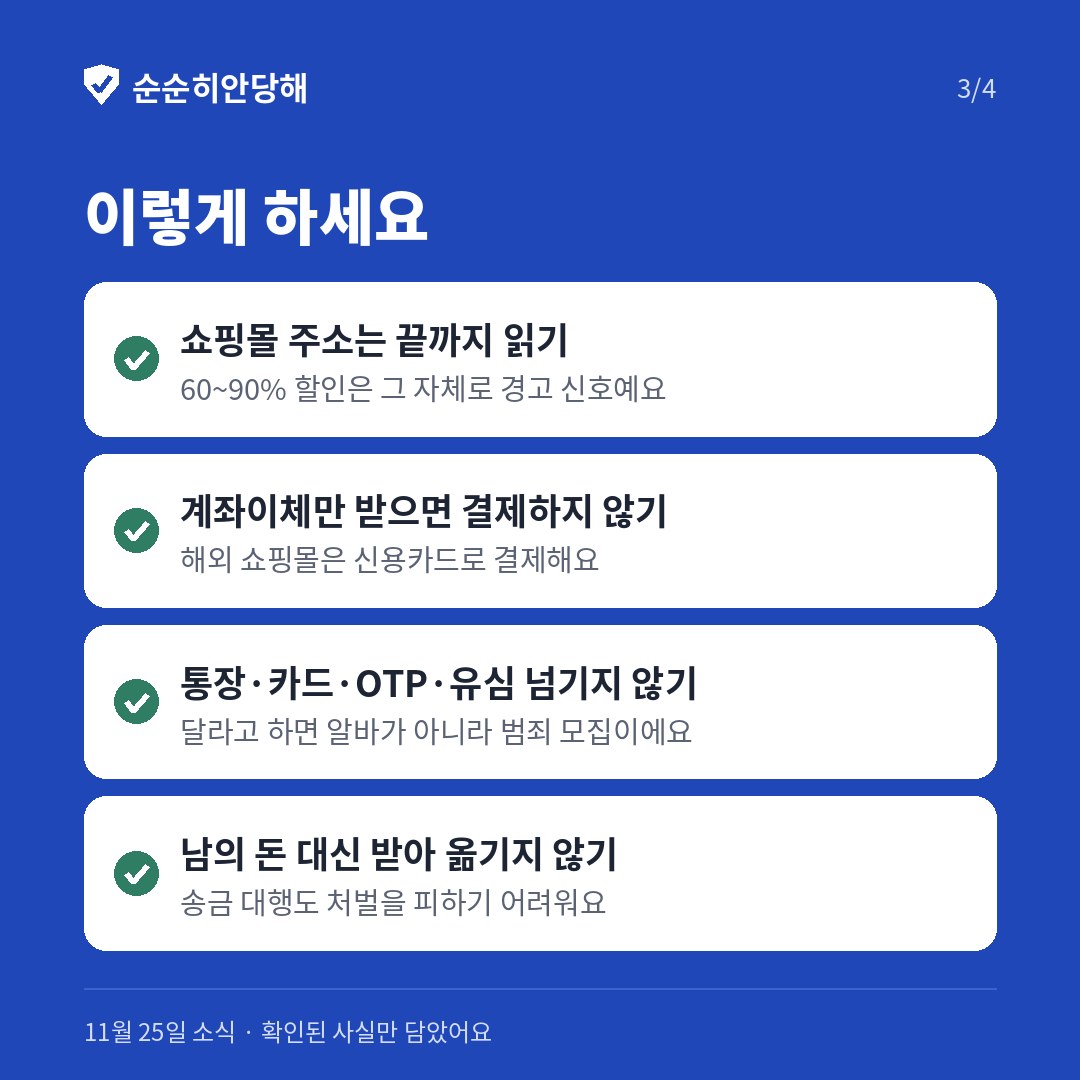 순순히안당해
3/4
이렇게 하세요
쇼핑몰 주소는 끝까지 읽기
60~90% 할인은 그 자체로 경고 신호예요
계좌이체만 받으면 결제하지 않기
해외 쇼핑몰은 신용카드로 결제해요
통장·카드·OTP·유심 넘기지 않기
달라고 하면 알바가 아니라 범죄 모집이에요
남의 돈 대신 받아 옮기지 않기
송금 대행도 처벌을 피하기 어려워요
11월 25일 소식 · 확인된 사실만 담았어요